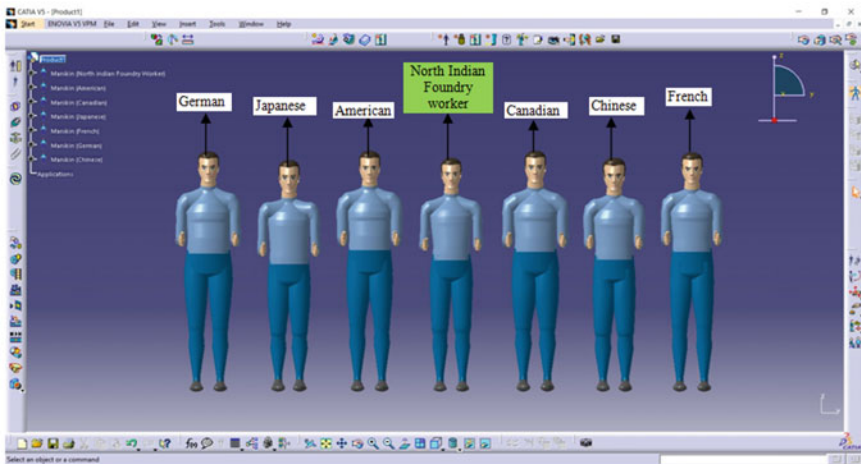 CATIA V5 - [Product1]
Start ENOVIA V5 VPM File Edit View Insert Tools Window Help
Manikin (North Indian Foundry Worker)
Manikin (American)
Manikin (Canadian)
Manikin (Japanese)
Manikin (French)
Manikin (German)
Manikin (Chinese)
Applications
German
Japanese
American
North Indian
Foundry
worker
Canadian
Chinese
French
z
y
f(x)
CATIA
Select an object or a command